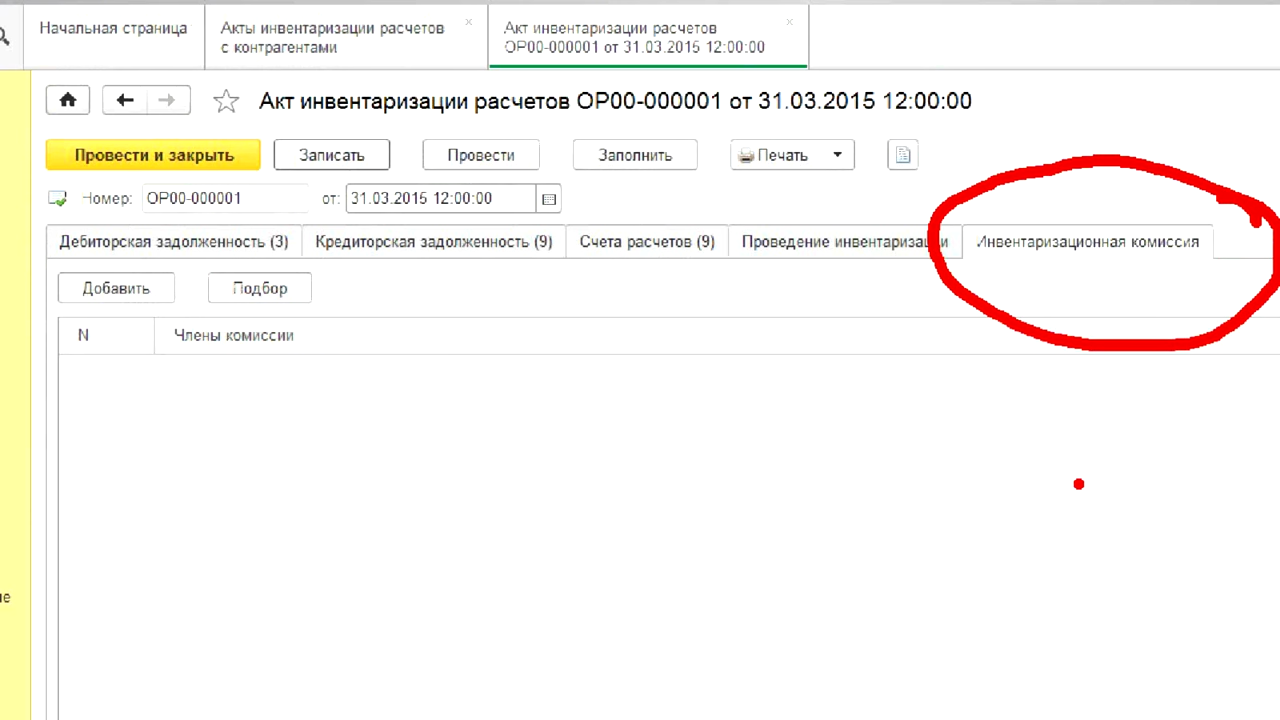 Начальная страница
Акты инвентаризации расчетов
с контрагентами
Акт инвентаризации расчетов
ОР00-000001 от 31.03.2015 12:00:00
Акт инвентаризации расчетов ОР00-000001 от 31.03.2015 12:00:00
Провести и закрыть Записать Провести Заполнить Печать
Номер: ОР00-000001 от: 31.03.2015 12:00:00
Дебиторская задолженность (3) Кредиторская задолженность (9) Счета расчетов (9) Проведение инвентаризации Инвентаризационная комиссия
Добавить Подбор
N Члены комиссии